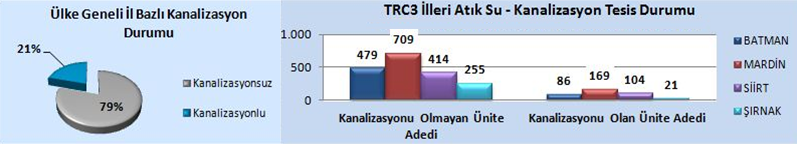 Ülke Geneli İl Bazlı Kanalizasyon
Durumu
21%
79%
Kanalizasyonsuz
Kanalizasyonlu
TRC3 İlleri Atık Su - Kanalizasyon Tesis Durumu
1.000
500
0
479
709
414
255
86
169
104
21
Kanalizasyonu Olmayan Ünite
Adedi
Kanalizasyonu Olan Ünite Adedi
BATMAN
MARDİN
SİİRT
ŞIRNAK